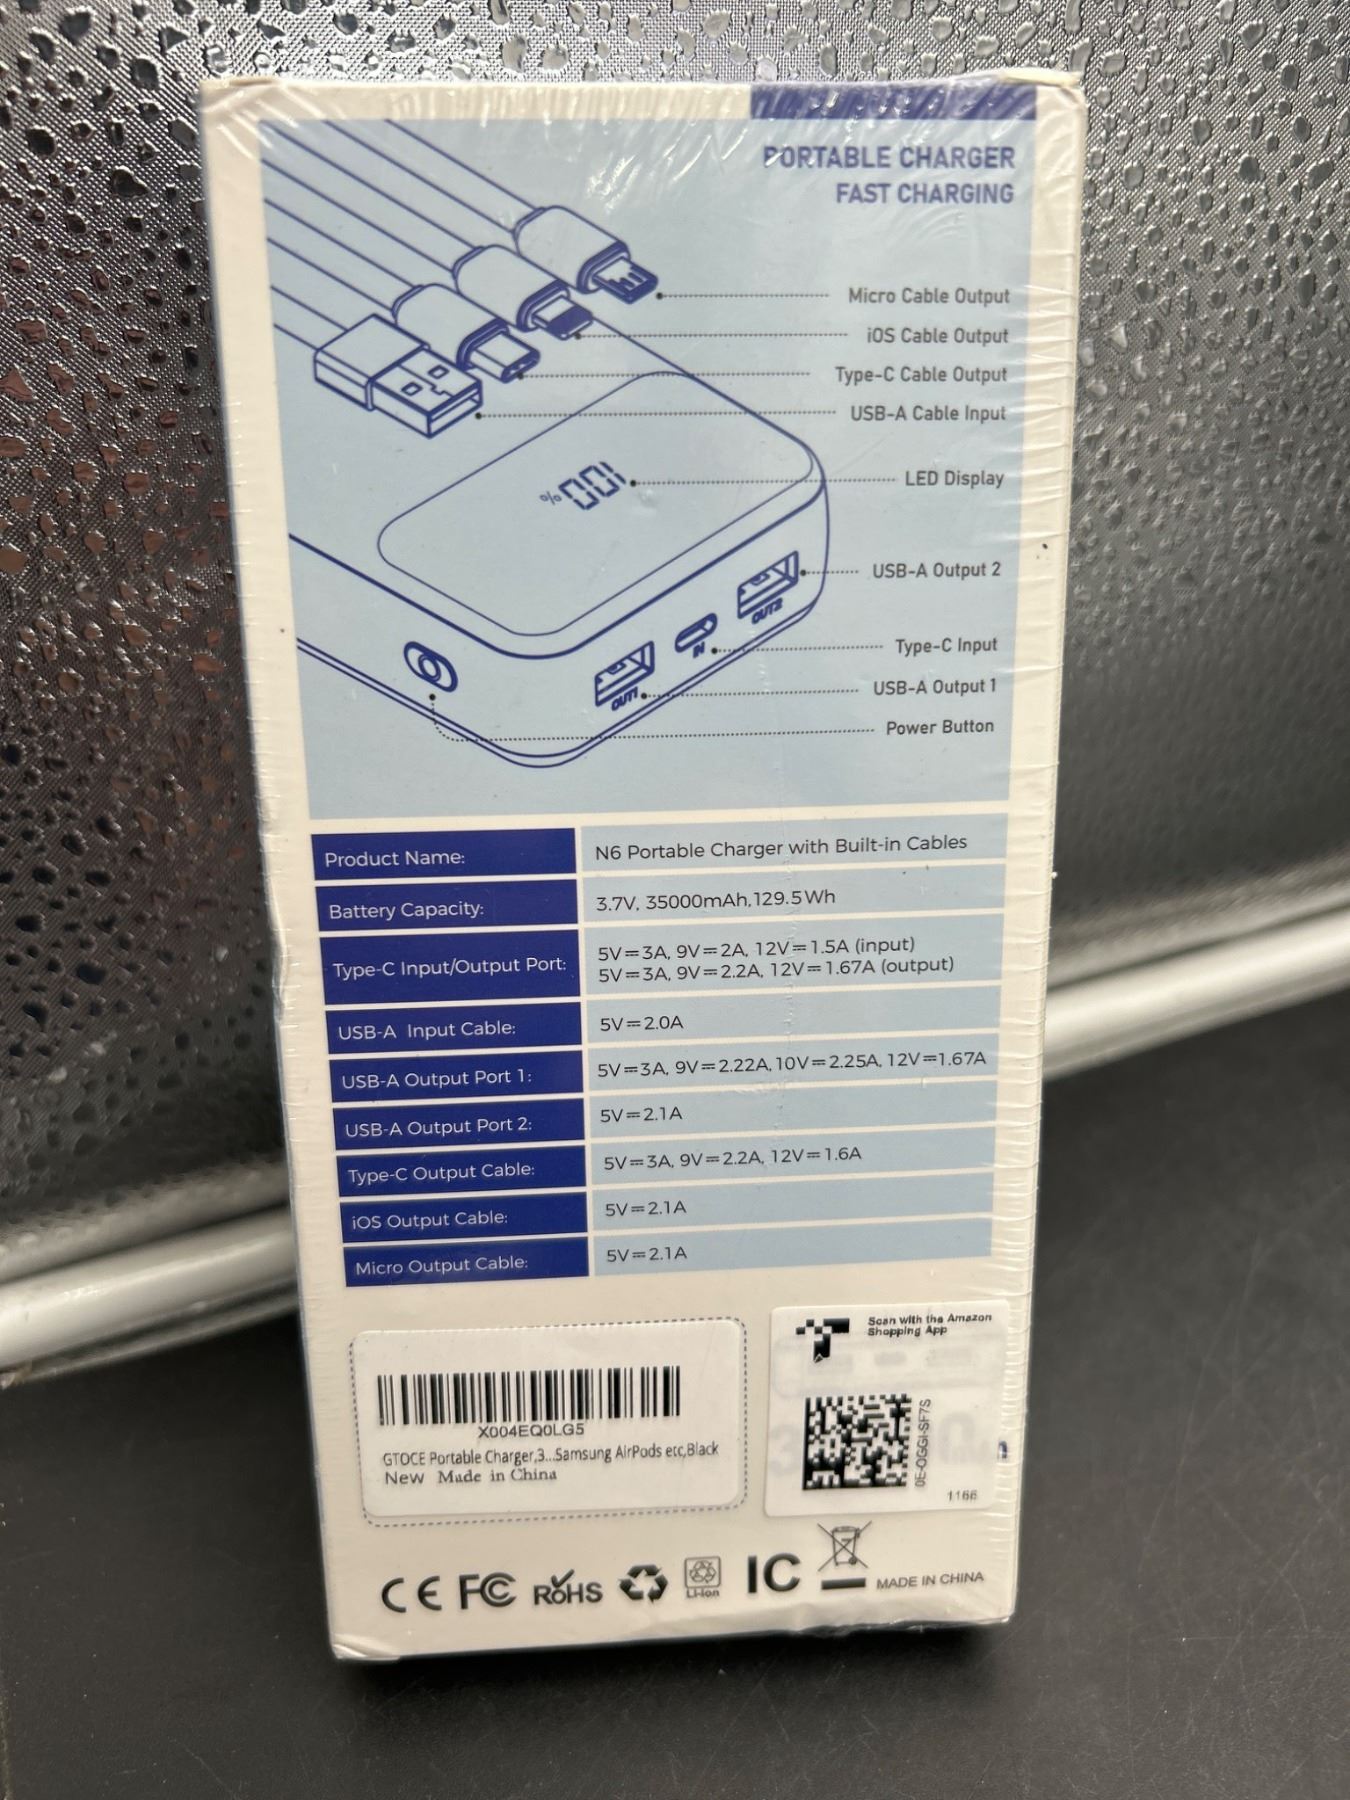 PORTABLE CHARGER
FAST CHARGING
Micro Cable Output
iOS Cable Output
Type-C Cable Output
USB-A Cable Input
100%
LED Display
USB-A Output 2
OUT2
Type-C Input
IN
USB-A Output 1
OUT1
Power Button
Product Name: N6 Portable Charger with Built-in Cables
Battery Capacity: 3.7V, 35000mAh,129.5Wh
Type-C Input/Output Port: 5V⎓3A, 9V⎓2A, 12V⎓1.5A (input)
5V⎓3A, 9V⎓2.2A, 12V⎓1.67A (output)
USB-A Input Cable: 5V⎓2.0A
USB-A Output Port 1: 5V⎓3A, 9V⎓2.22A, 10V⎓2.25A, 12V⎓1.67A
USB-A Output Port 2: 5V⎓2.1A
Type-C Output Cable: 5V⎓3A, 9V⎓2.2A, 12V⎓1.6A
iOS Output Cable: 5V⎓2.1A
Micro Output Cable: 5V⎓2.1A
X004EQ0LG5
GTOCE Portable Charger,3...Samsung AirPods etc,Black
New Made in China
Scan with the Amazon
Shopping App
0E-0GGI-SF7S
1166
CE FC RoHS Li-ion IC MADE IN CHINA